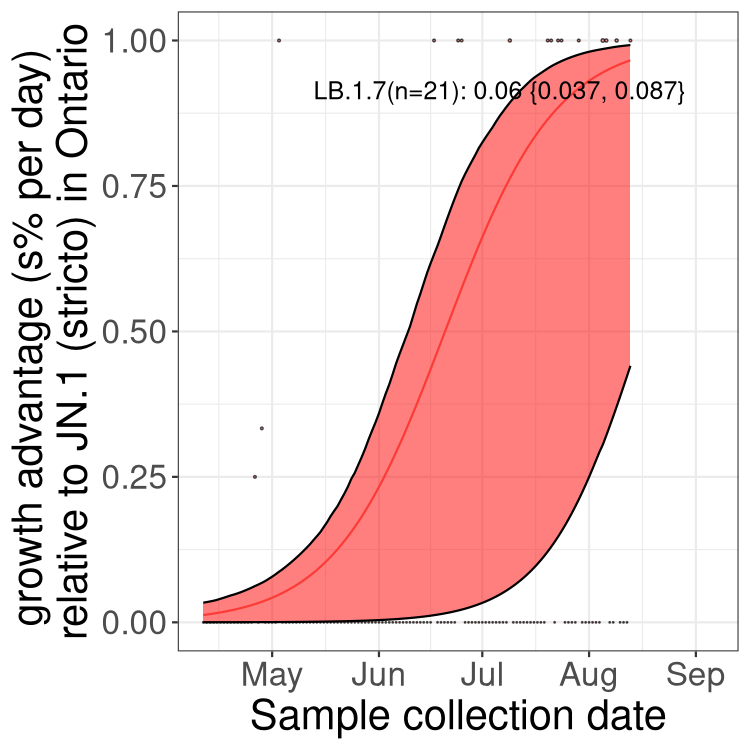 growth advantage (s% per day)
relative to JN.1 (stricto) in Ontario
1.00
0.75
0.50
0.25
0.00
LB.1.7(n=21): 0.06 {0.037, 0.087}
May Jun Jul Aug Sep
Sample collection date